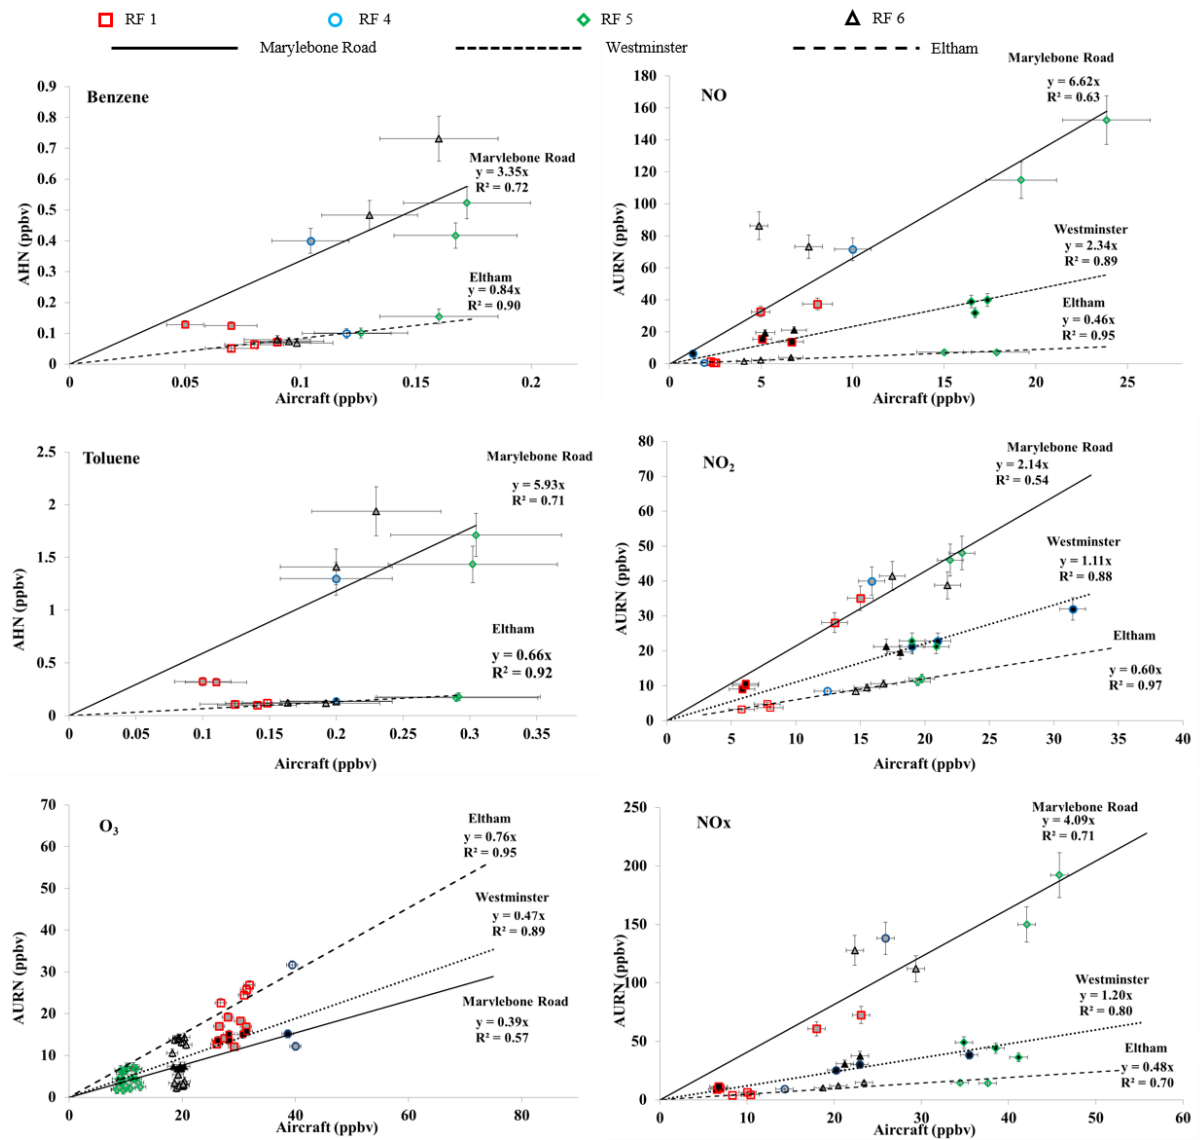 RF 1 RF 4 RF 5 RF 6
Marylebone Road Westminster Eltham
Benzene
AHN (ppbv)
0.9
0.8
0.7
0.6
0.5
0.4
0.3
0.2
0.1
0
Marylebone Road
y = 3.35x
R² = 0.72
Eltham
y = 0.84x
R² = 0.90
0 0.05 0.1 0.15 0.2
Aircraft (ppbv)
NO
AURN (ppbv)
180
160
140
120
100
80
60
40
20
0
Marylebone Road
y = 6.62x
R² = 0.63
Westminster
y = 2.34x
R² = 0.89
Eltham
y = 0.46x
R² = 0.95
0 5 10 15 20 25
Aircraft (ppbv)
Toluene
AHN (ppbv)
2.5
2
1.5
1
0.5
0
Marylebone Road
y = 5.93x
R² = 0.71
Eltham
y = 0.66x
R² = 0.92
0 0.1 0.15 0.2 0.25 0.3 0.35
Aircraft (ppbv)
NO₂
AURN (ppbv)
80
70
60
50
40
30
20
10
0
Marylebone Road
y = 2.14x
R² = 0.54
Westminster
y = 1.11x
R² = 0.88
Eltham
y = 0.60x
R² = 0.97
0 5 10 15 20 25 30 35 40
Aircraft (ppbv)
O₃
AURN (ppbv)
70
60
50
40
30
20
10
0
Eltham
y = 0.76x
R² = 0.95
Westminster
y = 0.47x
R² = 0.89
Marylebone Road
y = 0.39x
R² = 0.57
0 20 40 60 80
Aircraft (ppbv)
NOx
AURN (ppbv)
250
200
150
100
50
0
Marylebone Road
y = 4.09x
R² = 0.71
Westminster
y = 1.20x
R² = 0.80
Eltham
y = 0.48x
R² = 0.70
0 10 20 30 40 50 60
Aircraft (ppbv)